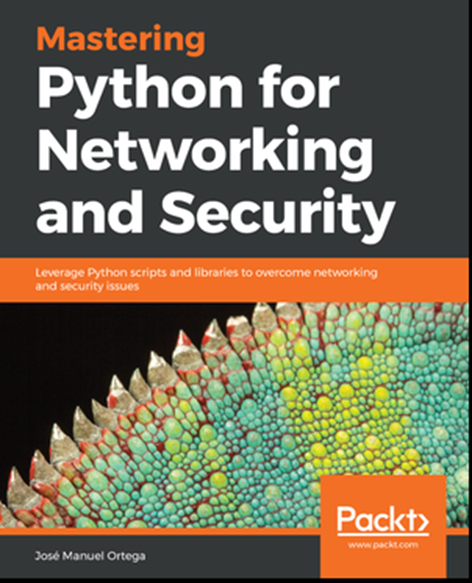 Mastering
Python for
Networking
and Security
Leverage Python scripts and libraries to overcome networking
and security issues
Packt>
www.packt.com
José Manuel Ortega